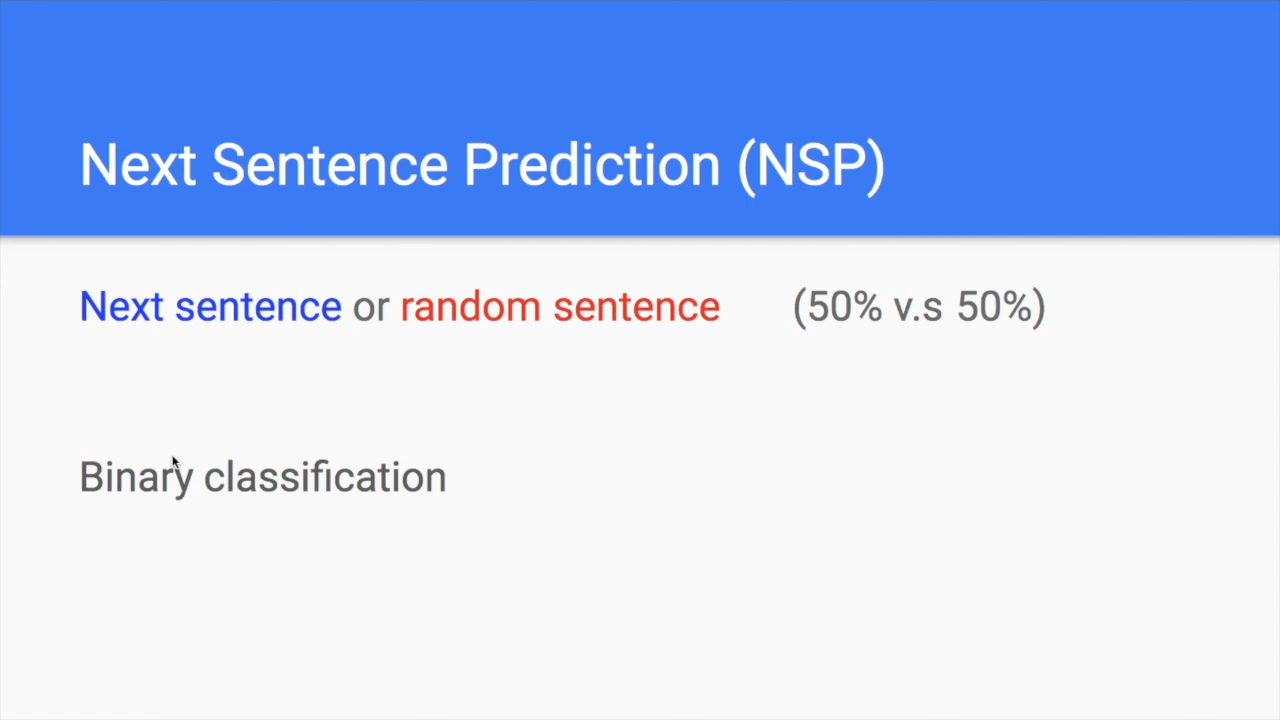 Next Sentence Prediction (NSP)
Next sentence or random sentence (50% v.s 50%)
Binary classification